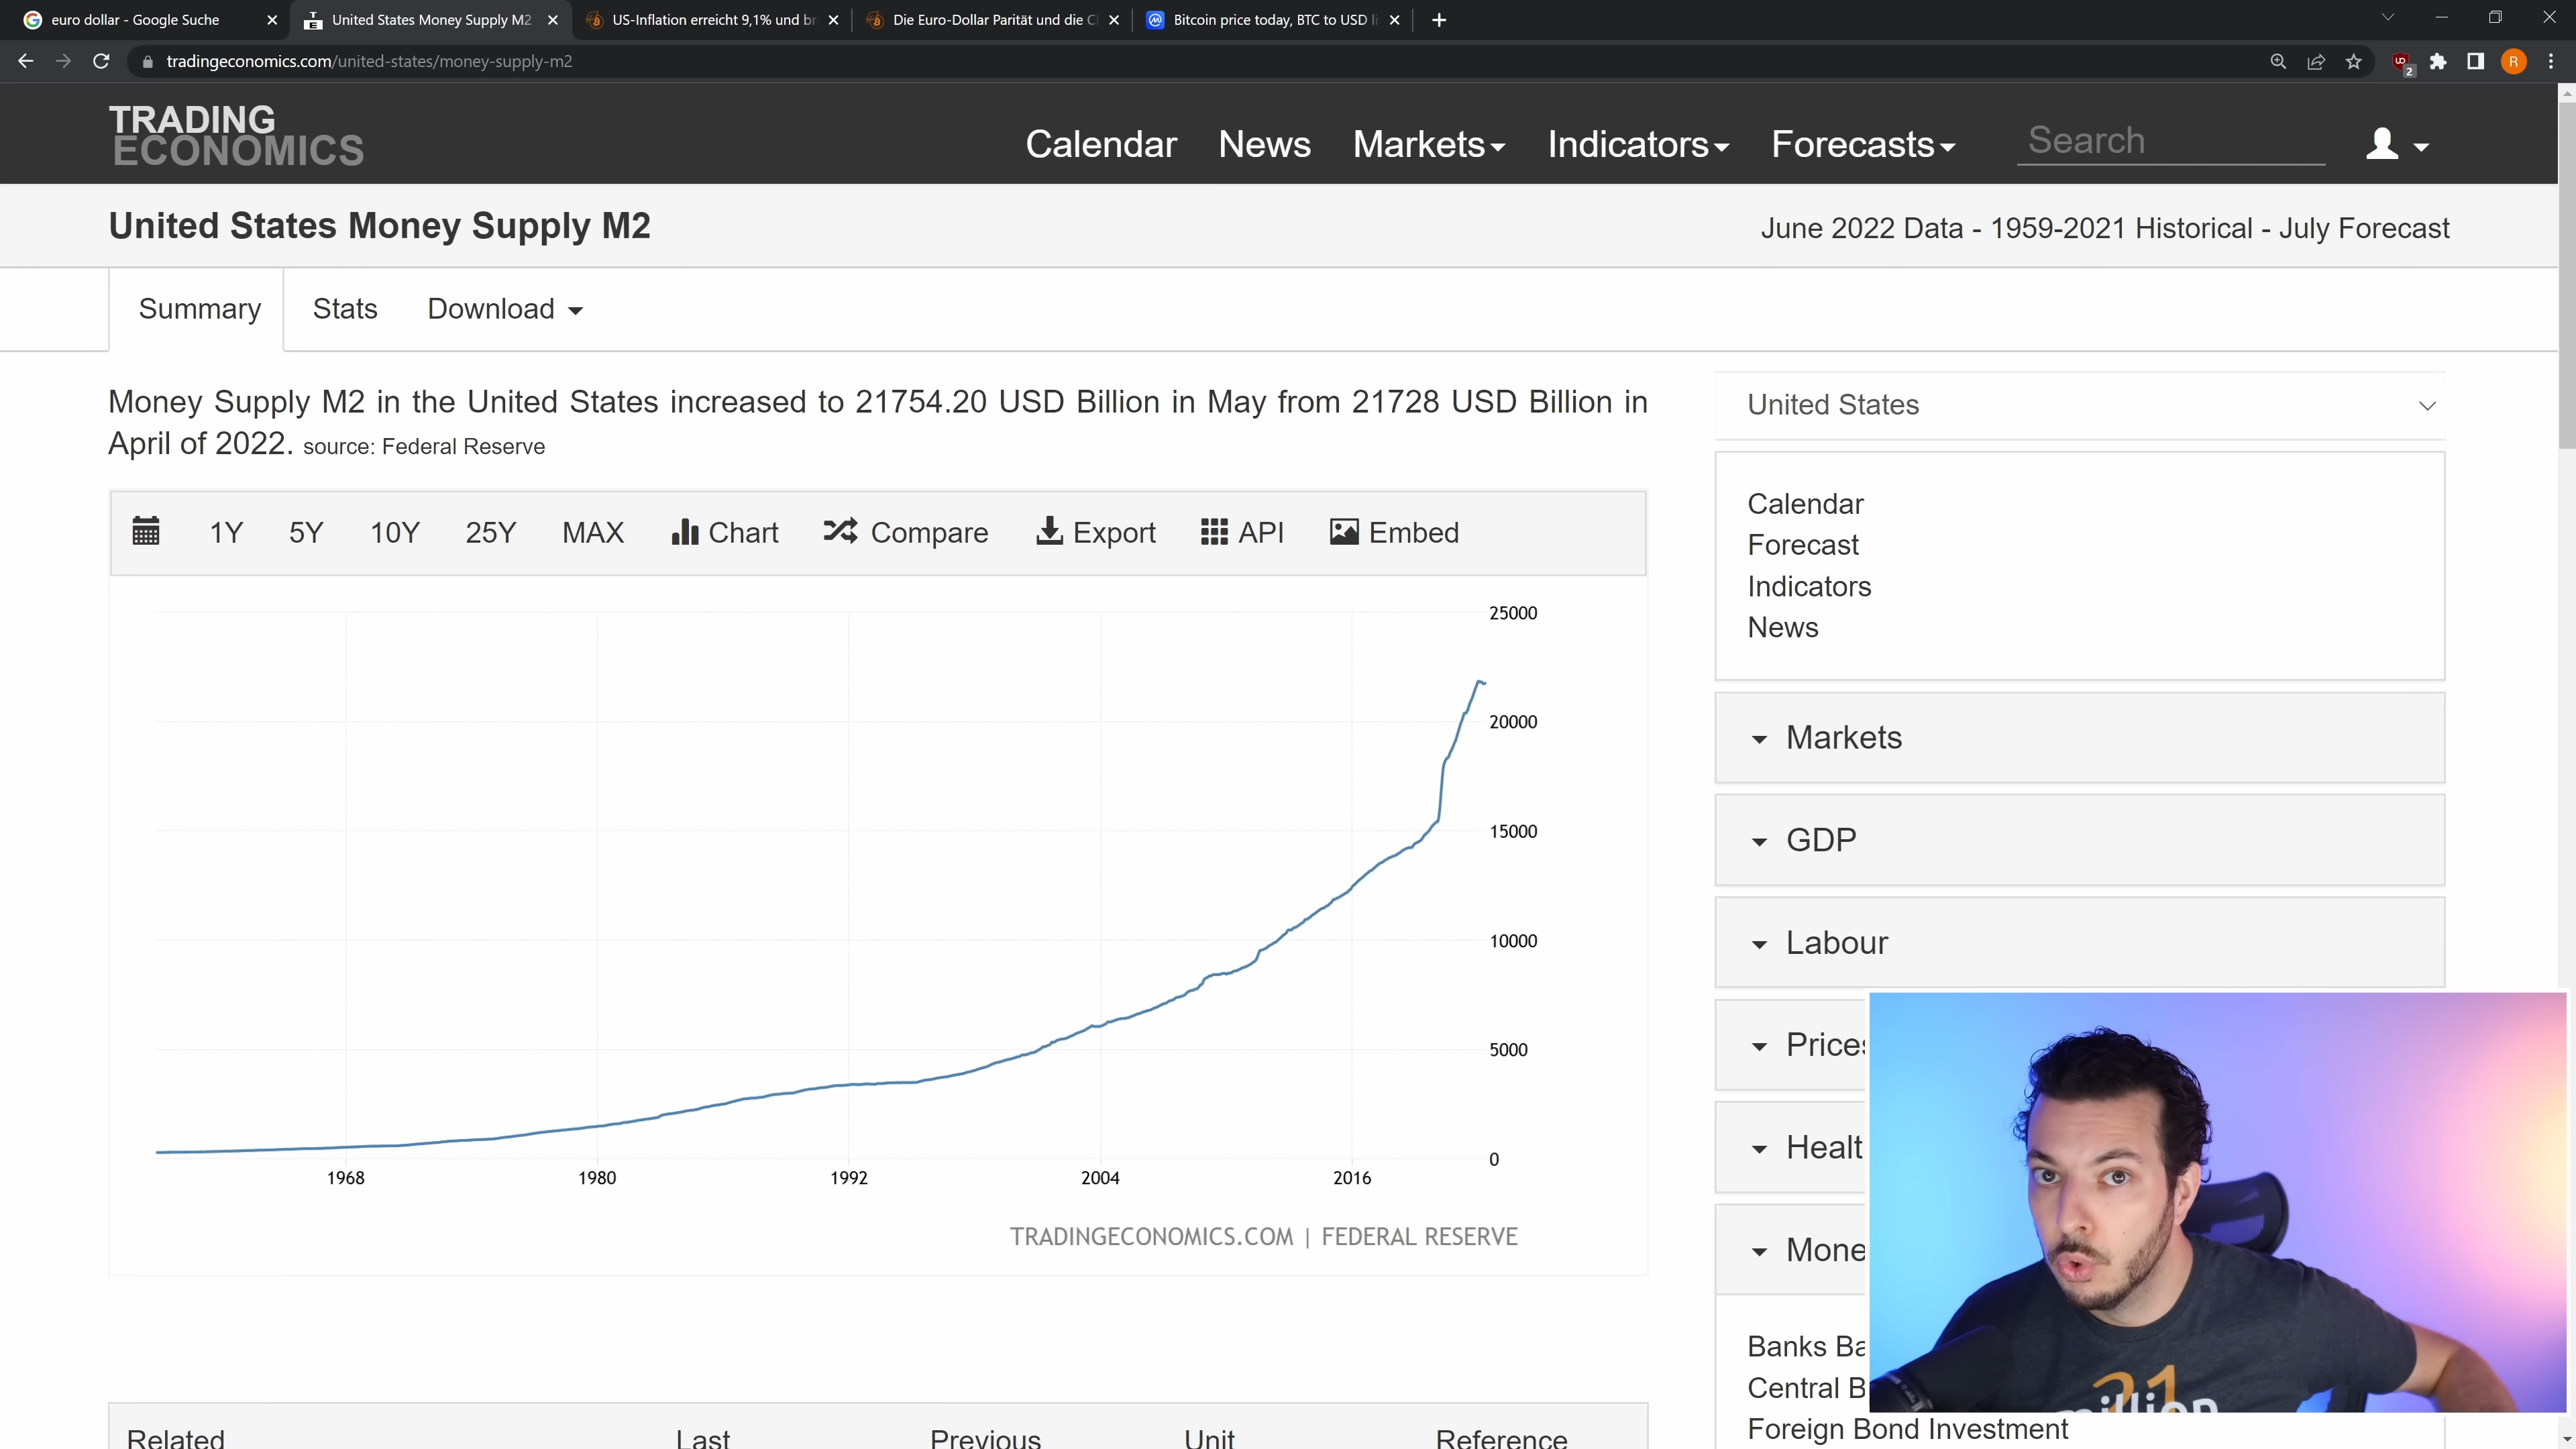 euro dollar - Google Suche
United States Money Supply M2
US-Inflation erreicht 9,1% und br
Die Euro-Dollar Parität und die C
Bitcoin price today, BTC to USD li
tradingeconomics.com/united-states/money-supply-m2
2
R
TRADING
ECONOMICS
Calendar
News
Markets
Indicators
Forecasts
Search
United States Money Supply M2
June 2022 Data - 1959-2021 Historical - July Forecast
Summary
Stats
Download
Money Supply M2 in the United States increased to 21754.20 USD Billion in May from 21728 USD Billion in
April of 2022. source: Federal Reserve
1Y
5Y
10Y
25Y
MAX
Chart
Compare
Export
API
Embed
25000
20000
15000
10000
5000
0
1968
1980
1992
2004
2016
TRADINGECONOMICS.COM | FEDERAL RESERVE
Related
Last
Previous
Unit
Reference
United States
Calendar
Forecast
Indicators
News
Markets
GDP
Labour
Prices
Healt
Mone
Banks Ba
Central B
Foreign Bond Investment
21
million